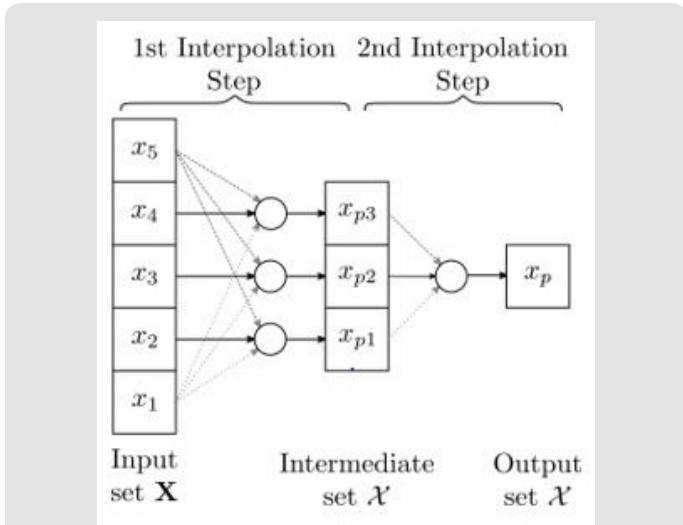 1st Interpolation Step
2nd Interpolation Step
x₅
x₄
x₃
x₂
x₁
xₚ₃
xₚ₂
xₚ₁
xₚ
Input
set X
Intermediate
set 𝒳
Output
set 𝒳